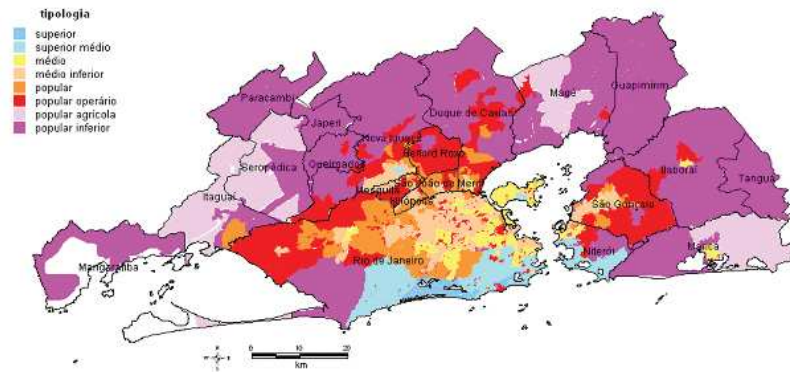 tipologia
superior
superior médio
médio
médio inferior
popular
popular operário
popular agrícola
popular inferior
Paracambi
Japeri
Seropédica
Queimados
Nova Iguaçu
Duque de Caxias
Magé
Guapimirim
Belford Roxo
São João de Meriti
Mesquita
Nilópolis
Itaguaí
Mangaratiba
Rio de Janeiro
São Gonçalo
Itaboraí
Tanguá
Niterói
Maricá
0 10 20
km